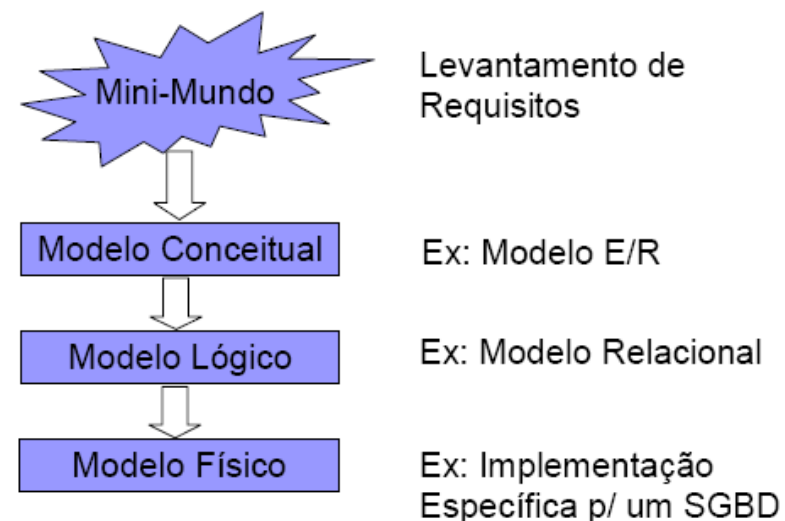 Mini-Mundo
Levantamento de
Requisitos
Modelo Conceitual
Ex: Modelo E/R
Modelo Lógico
Ex: Modelo Relacional
Modelo Físico
Ex: Implementação
Específica p/ um SGBD